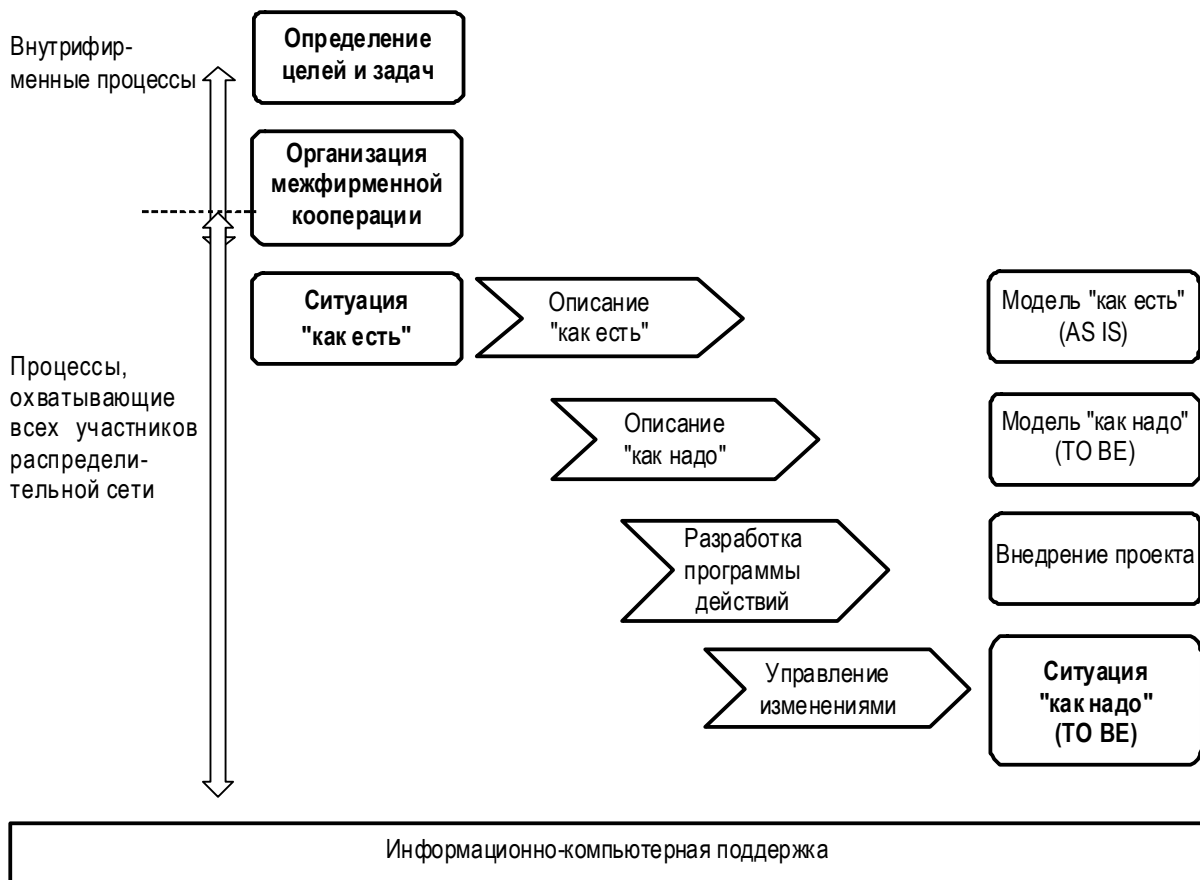 Внутрифир-
менные процессы
Определение
целей и задач
Организация
межфирменной
кооперации
Ситуация
"как есть"
Описание
"как есть"
Модель "как есть"
(AS IS)
Процессы,
охватывающие
всех участников
распредели-
тельной сети
Описание
"как надо"
Модель "как надо"
(TO BE)
Разработка
программы
действий
Внедрение проекта
Управление
изменениями
Ситуация
"как надо"
(TO BE)
Информационно-компьютерная поддержка